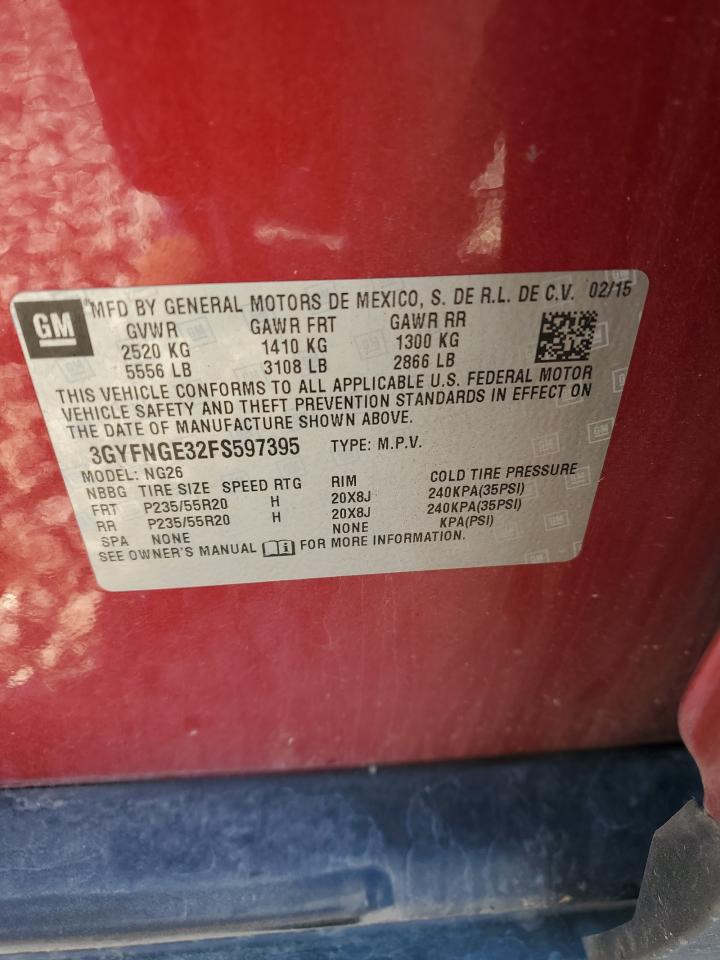 GM MFD BY GENERAL MOTORS DE MEXICO, S. DE R.L. DE C.V. 02/15
GVWR GAWR FRT GAWR RR
2520 KG 1410 KG 1300 KG
5556 LB 3108 LB 2866 LB
THIS VEHICLE CONFORMS TO ALL APPLICABLE U.S. FEDERAL MOTOR
VEHICLE SAFETY AND THEFT PREVENTION STANDARDS IN EFFECT ON
THE DATE OF MANUFACTURE SHOWN ABOVE.
3GYFNGE32FS597395 TYPE: M.P.V.
MODEL: NG26
NBBG TIRE SIZE SPEED RTG RIM COLD TIRE PRESSURE
FRT P235/55R20 H 20X8J 240KPA(35PSI)
RR P235/55R20 H 20X8J 240KPA(35PSI)
SPA NONE NONE KPA(PSI)
SEE OWNER'S MANUAL FOR MORE INFORMATION.